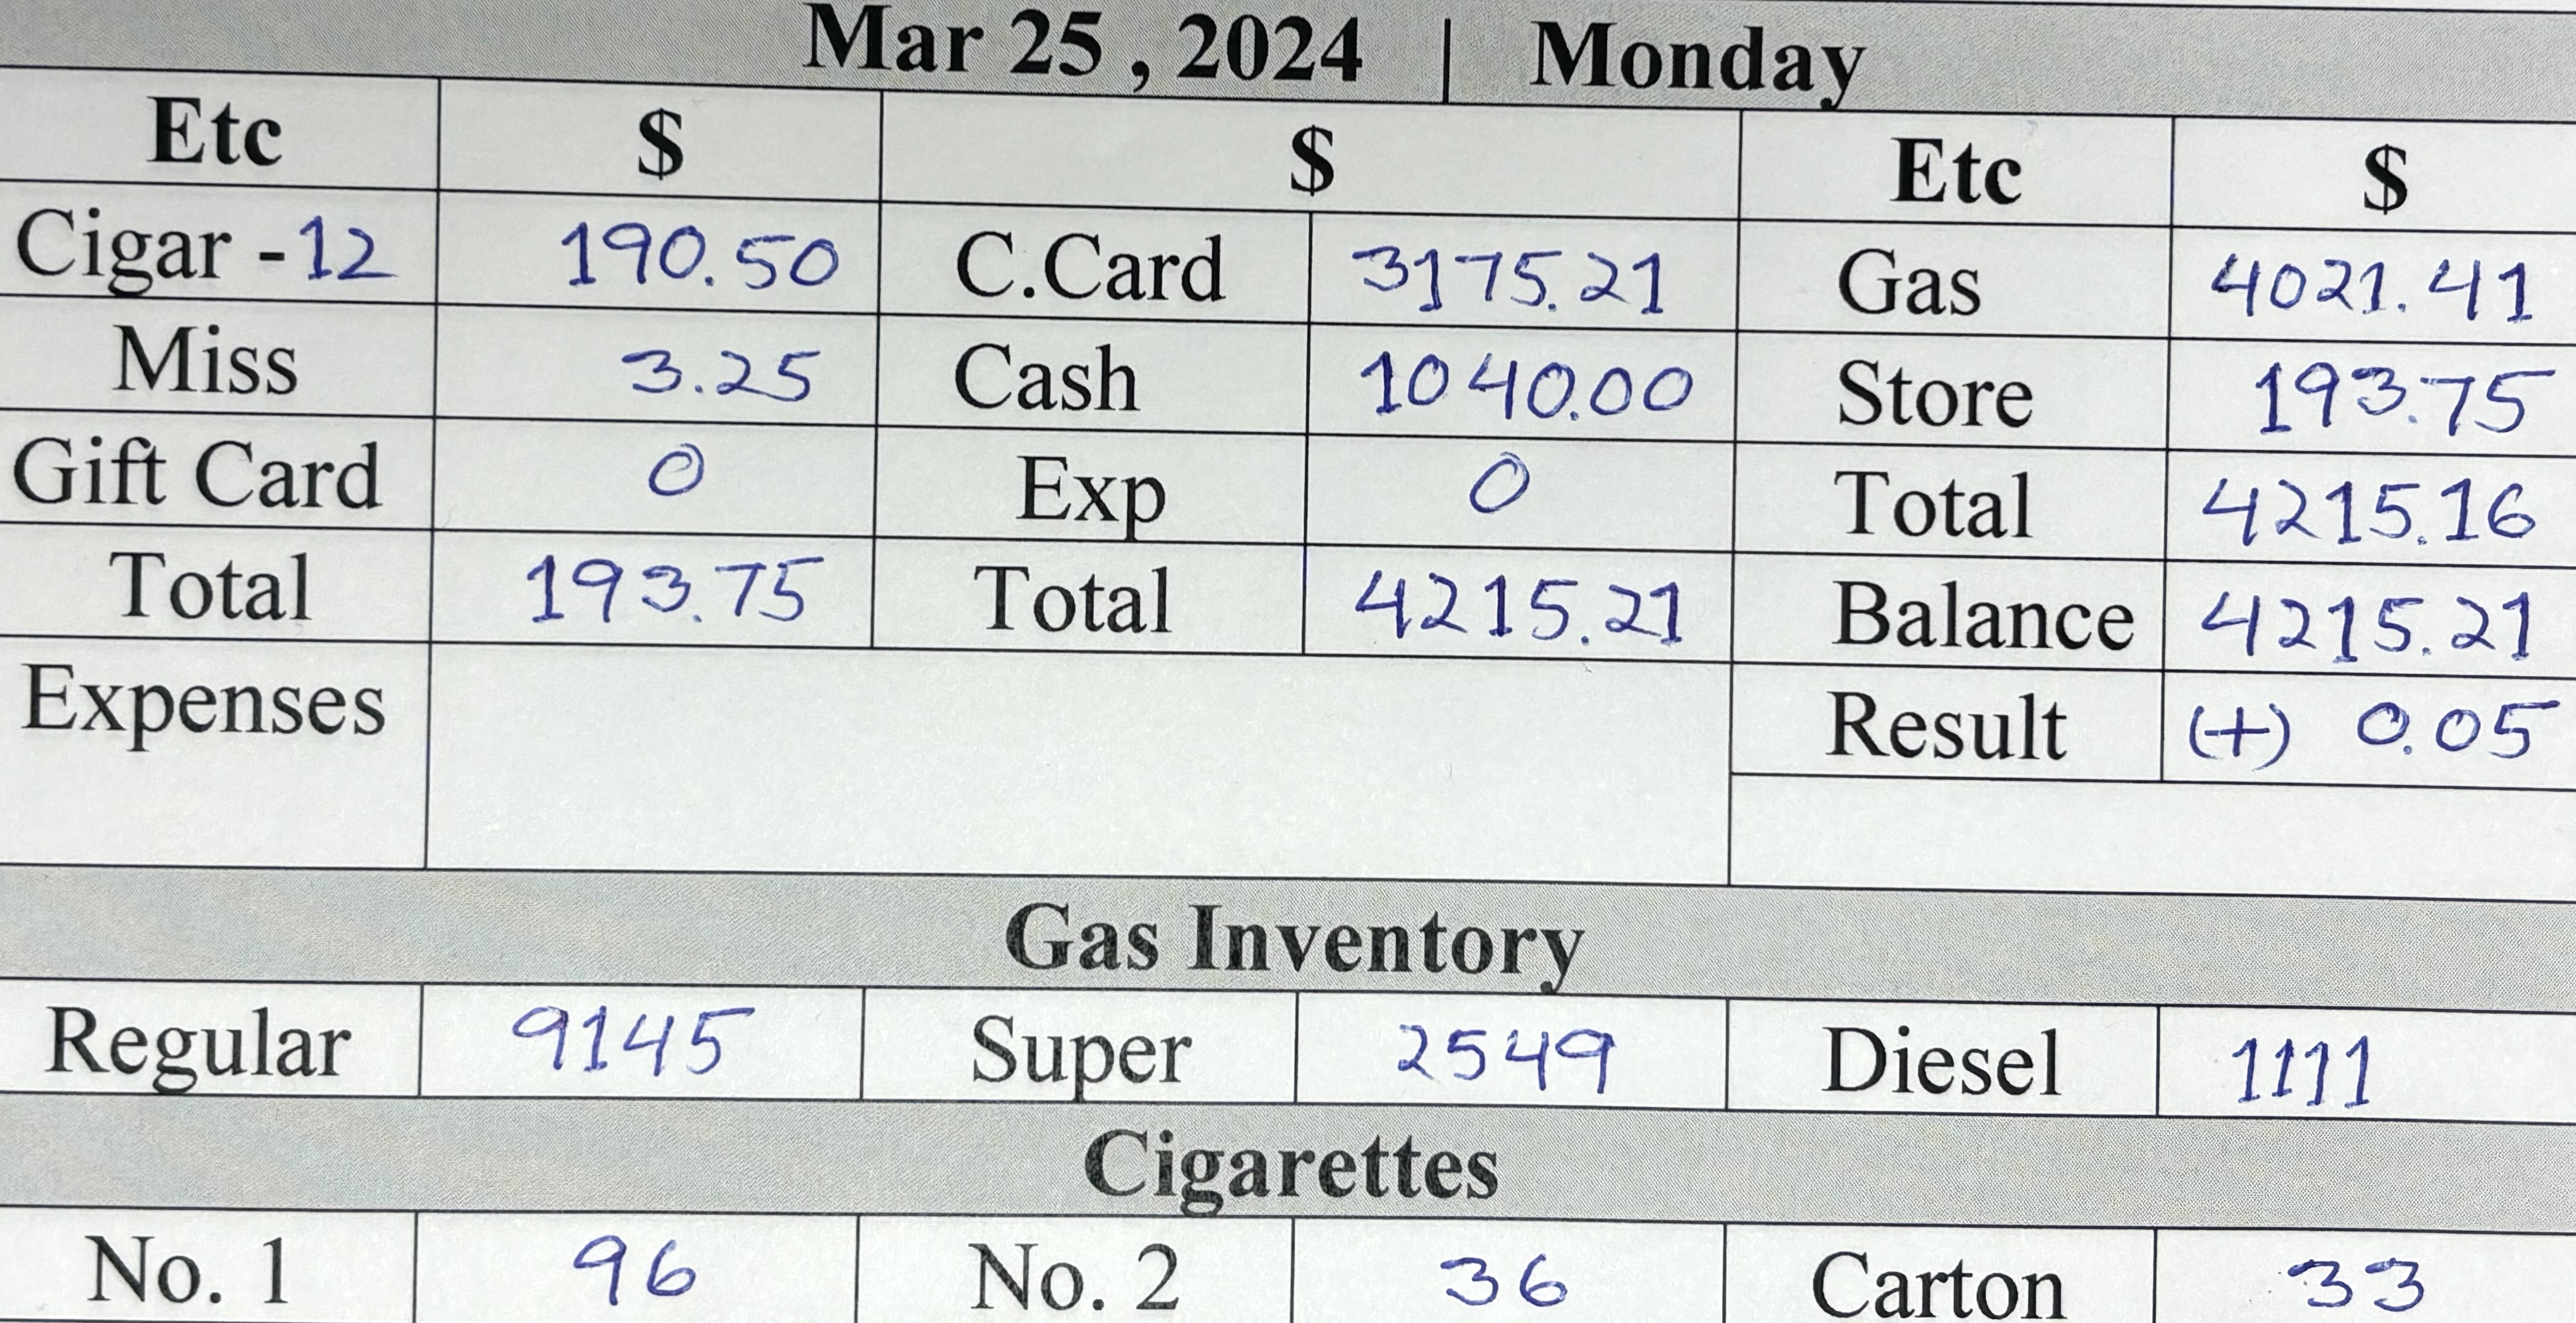 Mar 25 , 2024 | Monday
Etc $ $ Etc $
Cigar - 12 190.50 C.Card 3175.21 Gas 4021.41
Miss 3.25 Cash 1040.00 Store 193.75
Gift Card 0 Exp 0 Total 4215.16
Total 193.75 Total 4215.21 Balance 4215.21
Expenses Result (+) 0.05
Gas Inventory
Regular 9145 Super 2549 Diesel 1111
Cigarettes
No. 1 96 No. 2 36 Carton 33